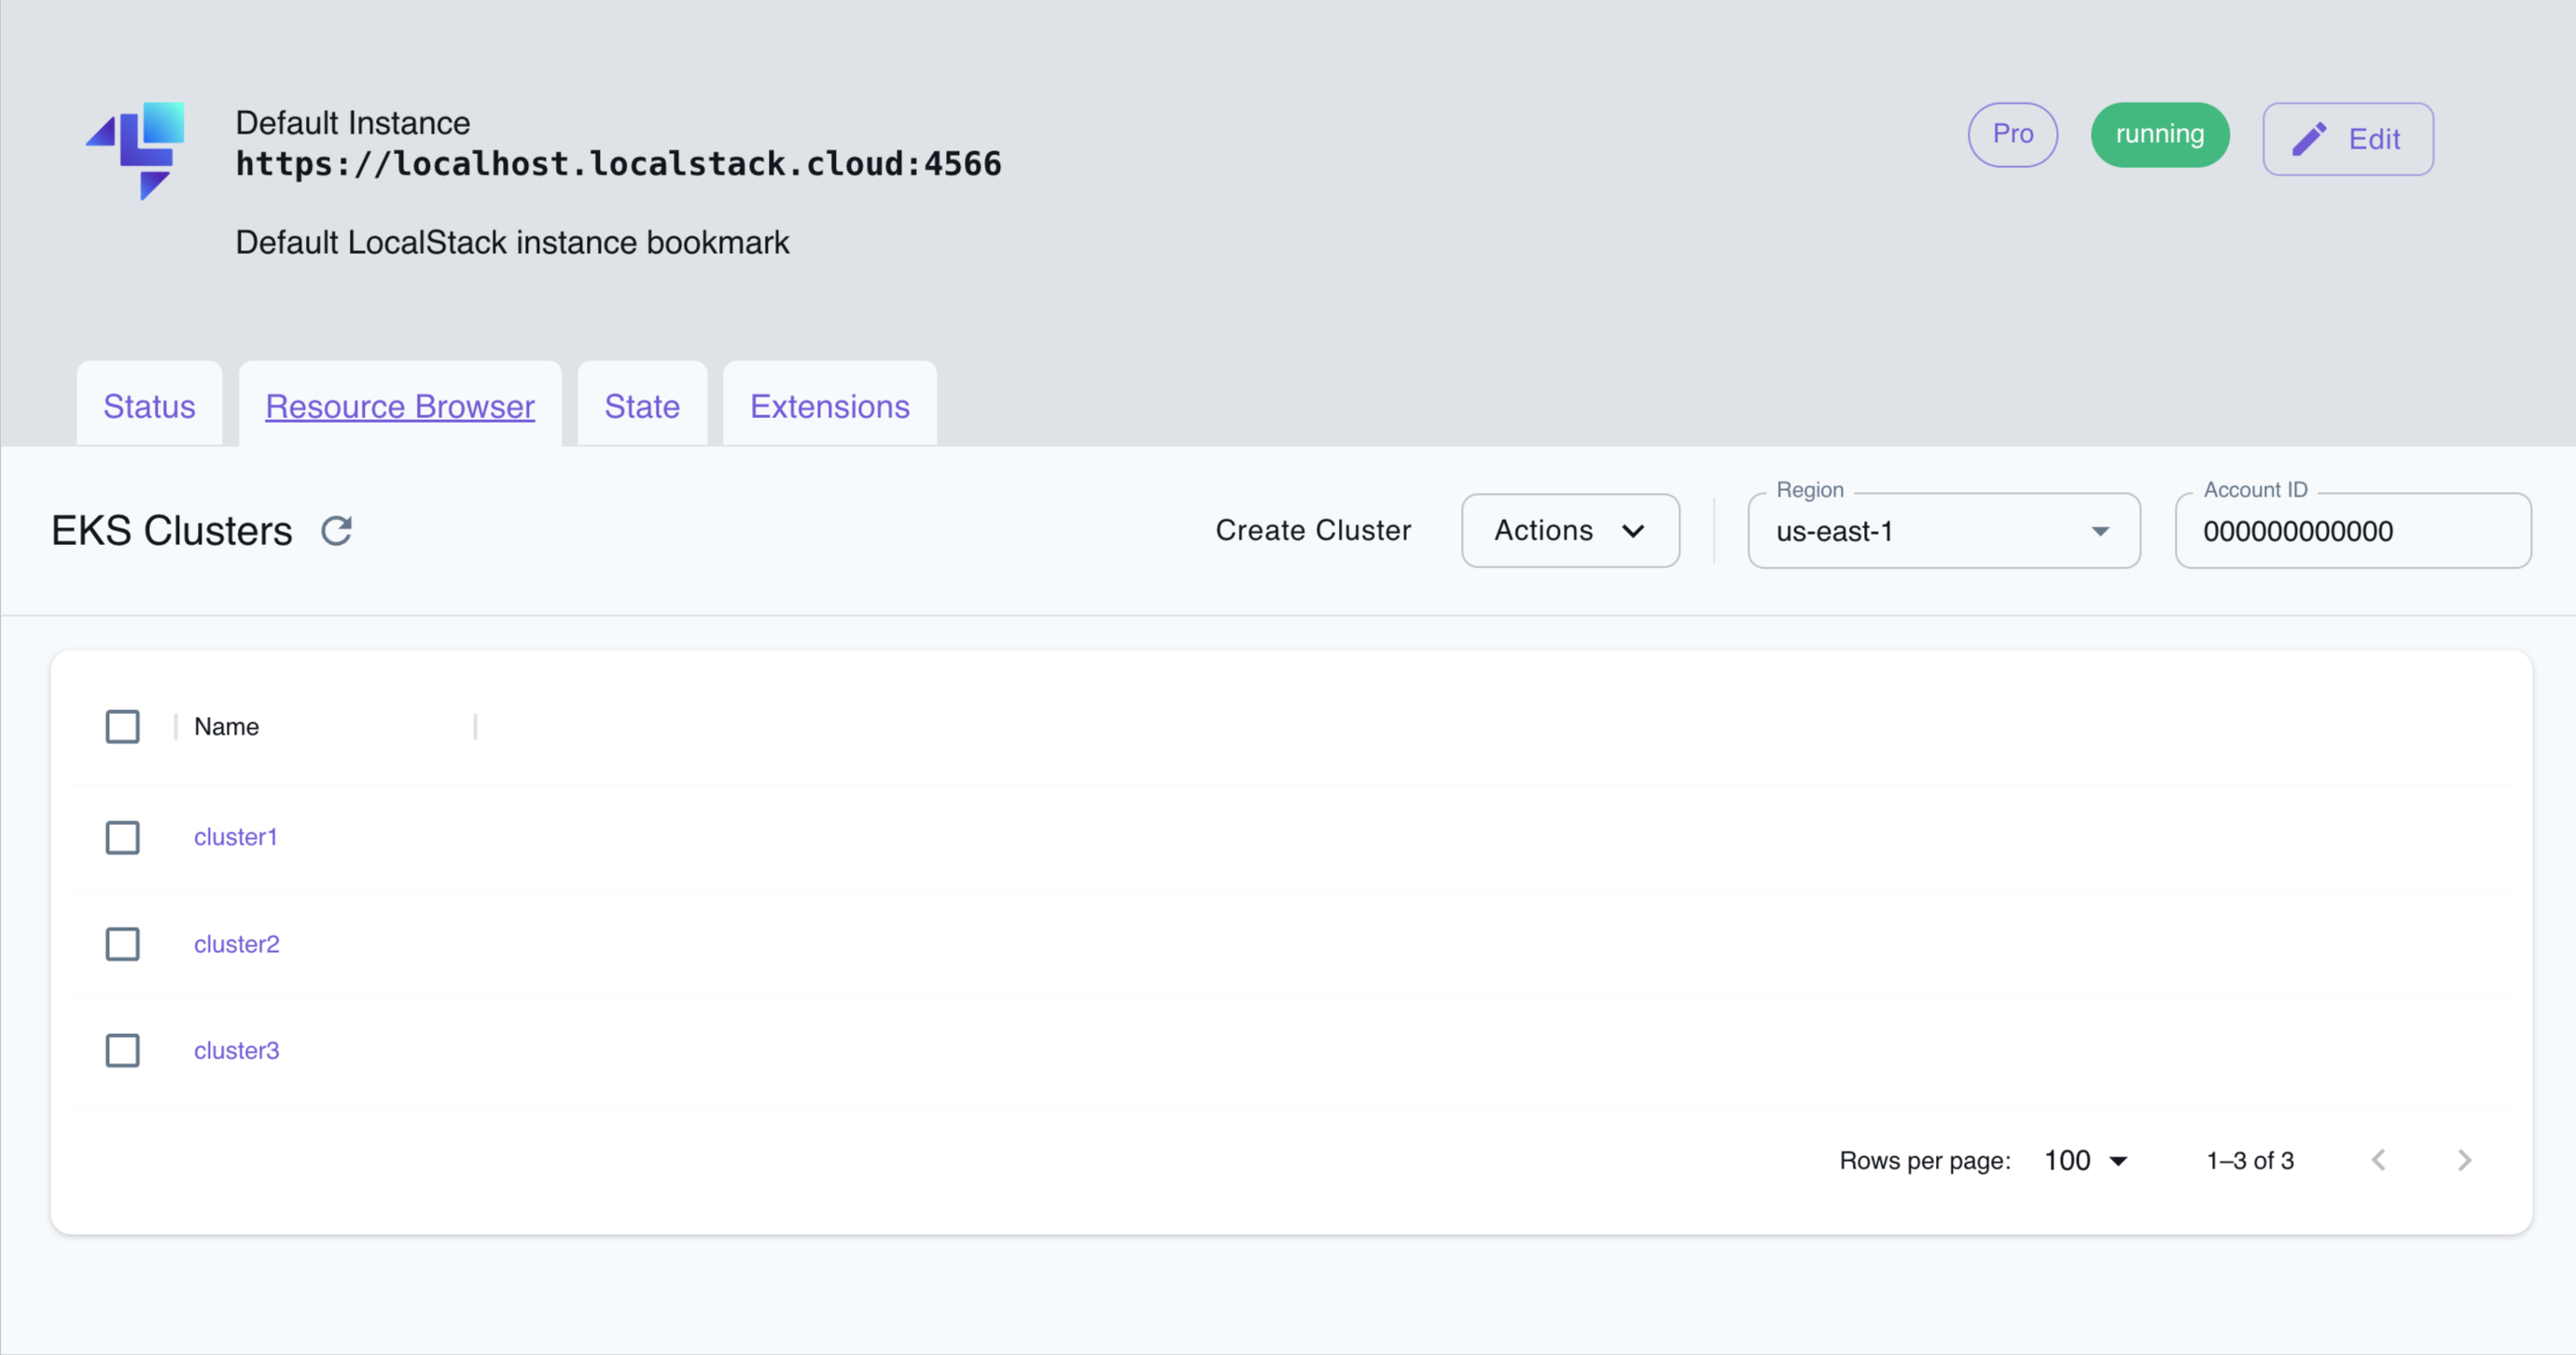 Default Instance
https://localhost.localstack.cloud:4566
Default LocalStack instance bookmark
Pro
running
Edit
Status
Resource Browser
State
Extensions
EKS Clusters
Create Cluster
Actions
Region
us-east-1
Account ID
000000000000
Name
cluster1
cluster2
cluster3
Rows per page:
100
1–3 of 3